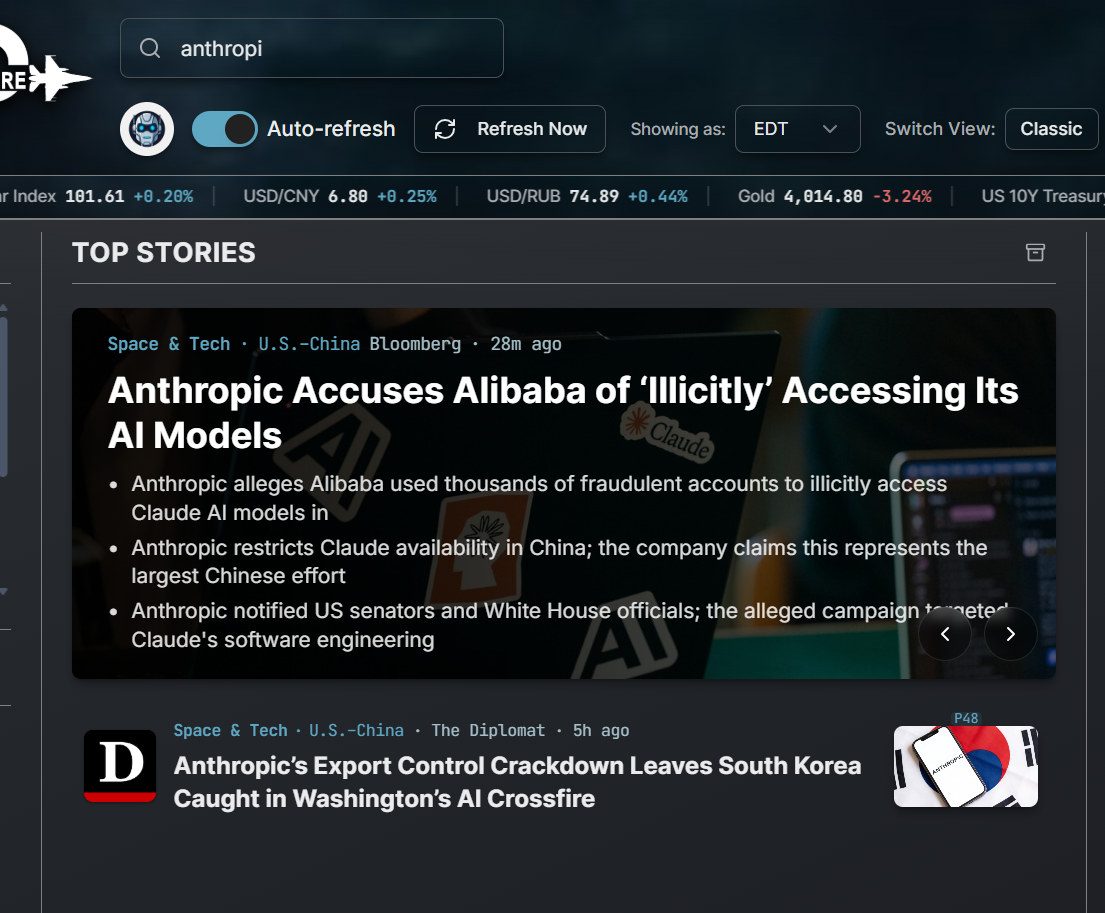 RE
anthropi
Auto-refresh
Refresh Now
Showing as:
EDT
Switch View:
Classic
r Index 101.61 +0.20%
USD/CNY 6.80 +0.25%
USD/RUB 74.89 +0.44%
Gold 4,014.80 -3.24%
US 10Y Treasury
TOP STORIES
Space & Tech · U.S.-China Bloomberg · 28m ago
Anthropic Accuses Alibaba of ‘Illicitly’ Accessing Its
AI Models
Claude
• Anthropic alleges Alibaba used thousands of fraudulent accounts to illicitly access
Claude AI models in
• Anthropic restricts Claude availability in China; the company claims this represents the
largest Chinese effort
• Anthropic notified US senators and White House officials; the alleged campaign targeted
Claude's software engineering
D
Space & Tech · U.S.-China · The Diplomat · 5h ago
Anthropic’s Export Control Crackdown Leaves South Korea
Caught in Washington’s AI Crossfire
P48
ANTHROPIC